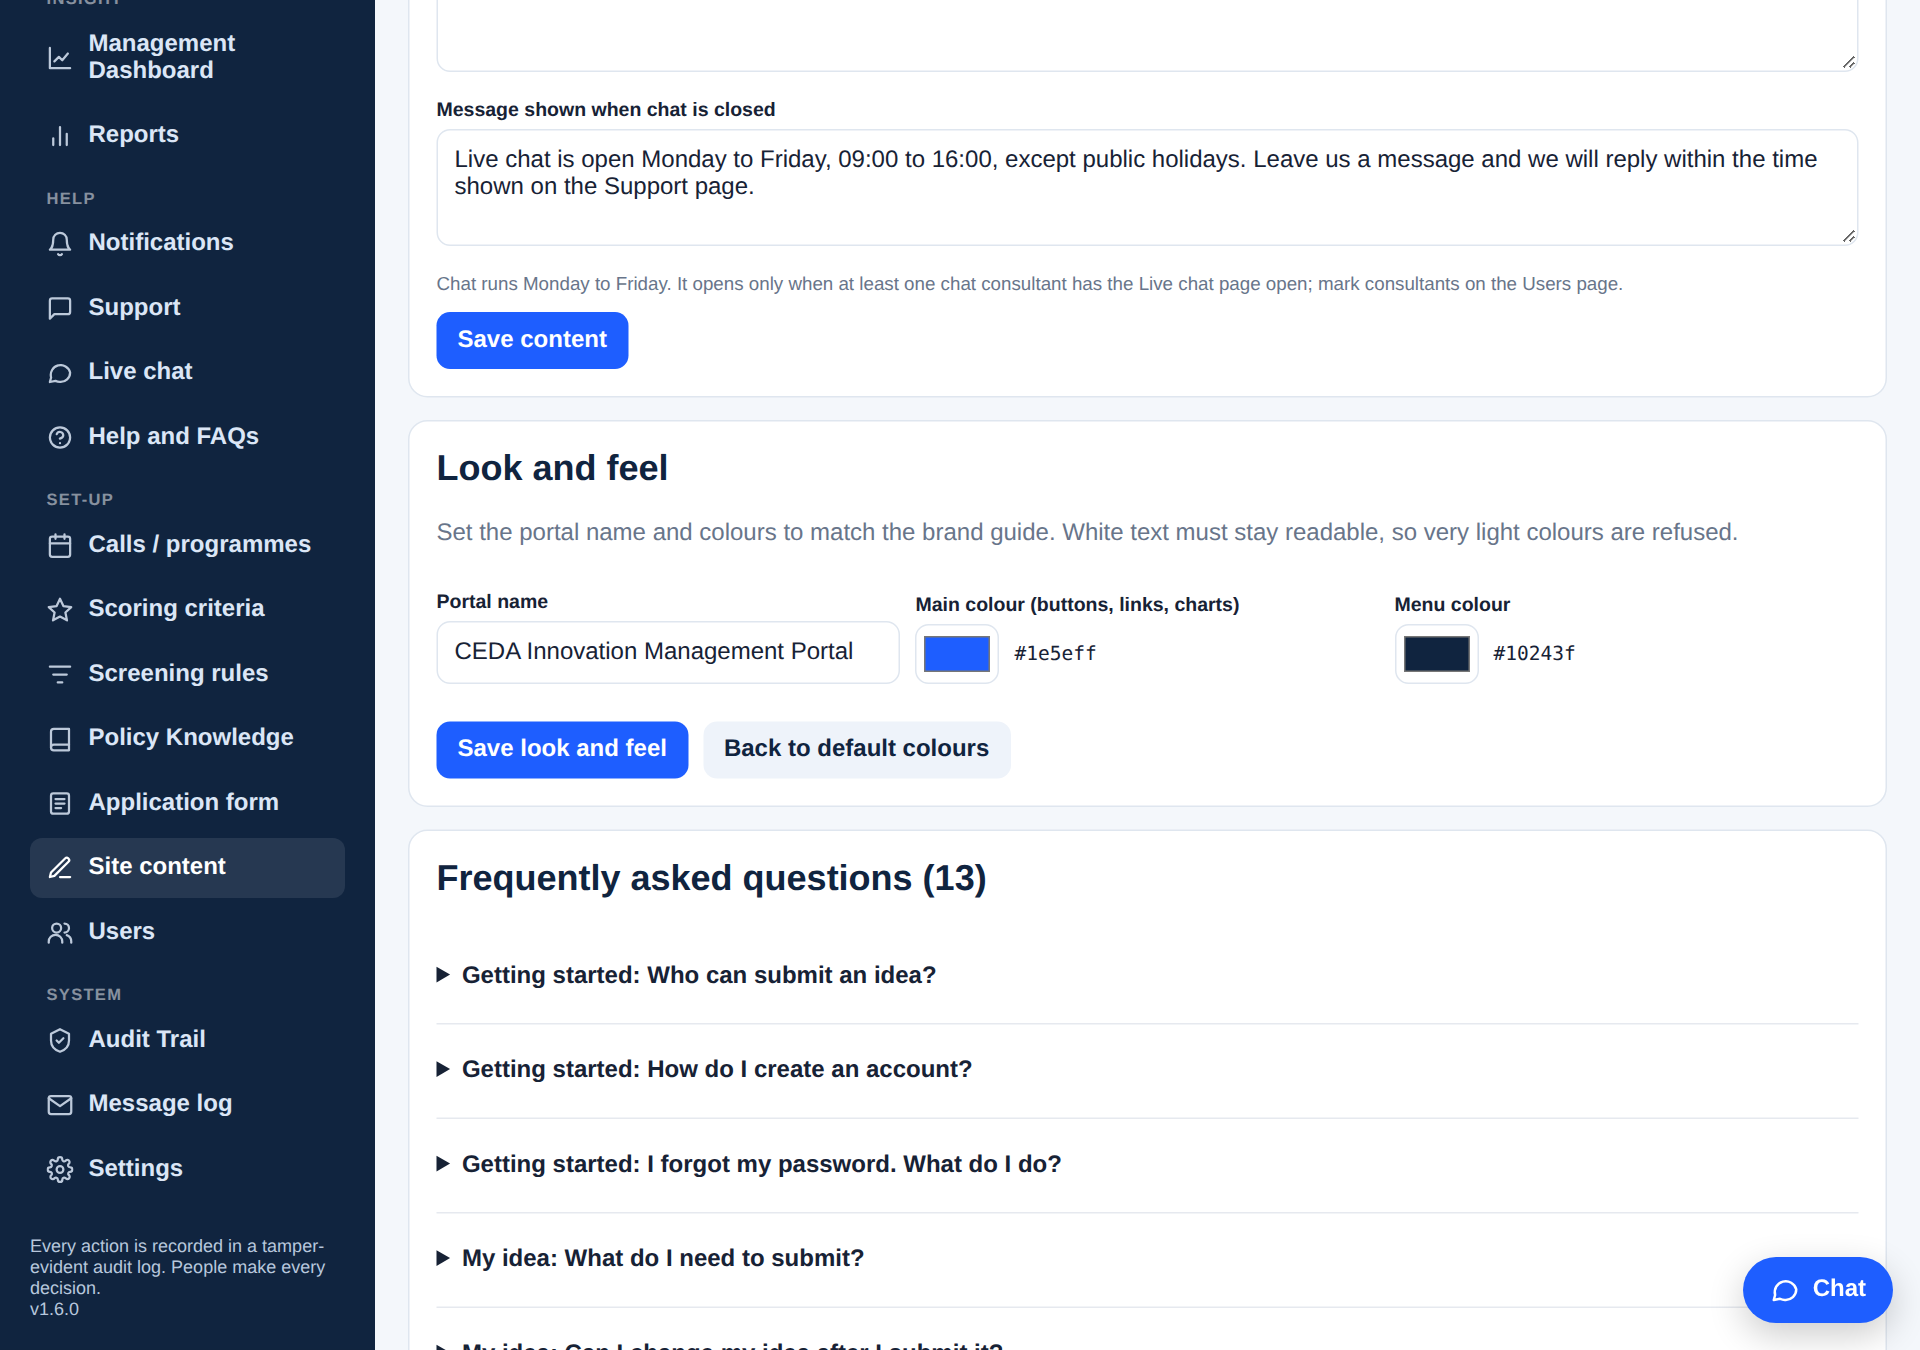 INSIGHT
Management
Dashboard
Reports
HELP
Notifications
Support
Live chat
Help and FAQs
SET-UP
Calls / programmes
Scoring criteria
Screening rules
Policy Knowledge
Application form
Site content
Users
SYSTEM
Audit Trail
Message log
Settings
Every action is recorded in a tamper-
evident audit log. People make every
decision.
v1.6.0
Message shown when chat is closed
Live chat is open Monday to Friday, 09:00 to 16:00, except public holidays. Leave us a message and we will reply within the time
shown on the Support page.
Chat runs Monday to Friday. It opens only when at least one chat consultant has the Live chat page open; mark consultants on the Users page.
Save content
Look and feel
Set the portal name and colours to match the brand guide. White text must stay readable, so very light colours are refused.
Portal name
CEDA Innovation Management Portal
Main colour (buttons, links, charts)
#1e5eff
Menu colour
#10243f
Save look and feel
Back to default colours
Frequently asked questions (13)
Getting started: Who can submit an idea?
Getting started: How do I create an account?
Getting started: I forgot my password. What do I do?
My idea: What do I need to submit?
My idea: Can I change my idea after I submit it?
Chat